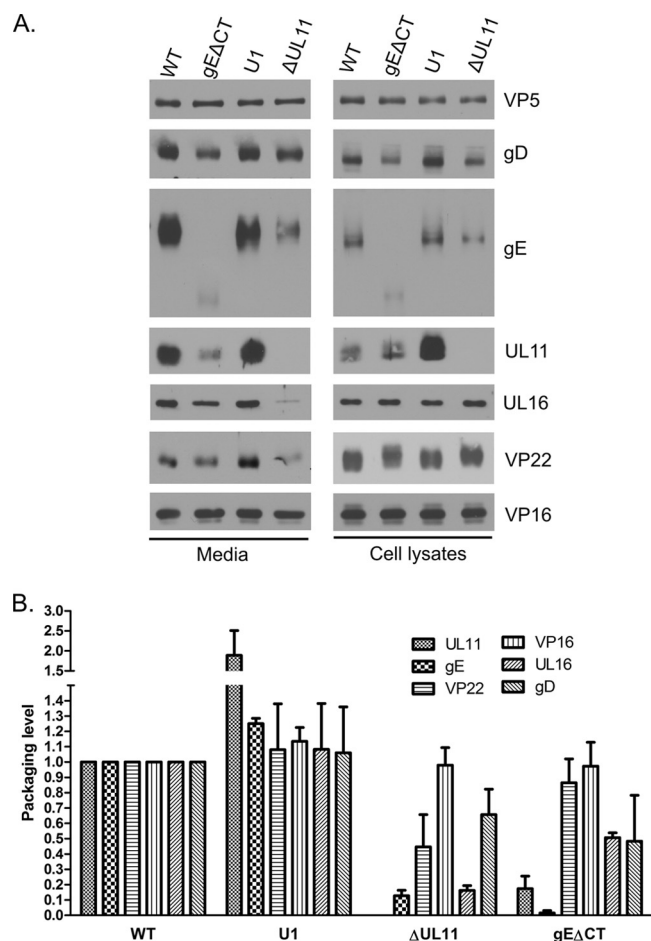 A.
WT gEΔCT U1 ΔUL11 WT gEΔCT U1 ΔUL11
VP5
gD
gE
UL11
UL16
VP22
VP16
Media Cell lysates
B.
Packaging level
3.0
2.5
2.0
1.5
1.4
1.3
1.2
1.1
1.0
0.9
0.8
0.7
0.6
0.5
0.4
0.3
0.2
0.1
0.0
UL11 VP16
gE UL16
VP22 gD
WT U1 ΔUL11 gEΔCT